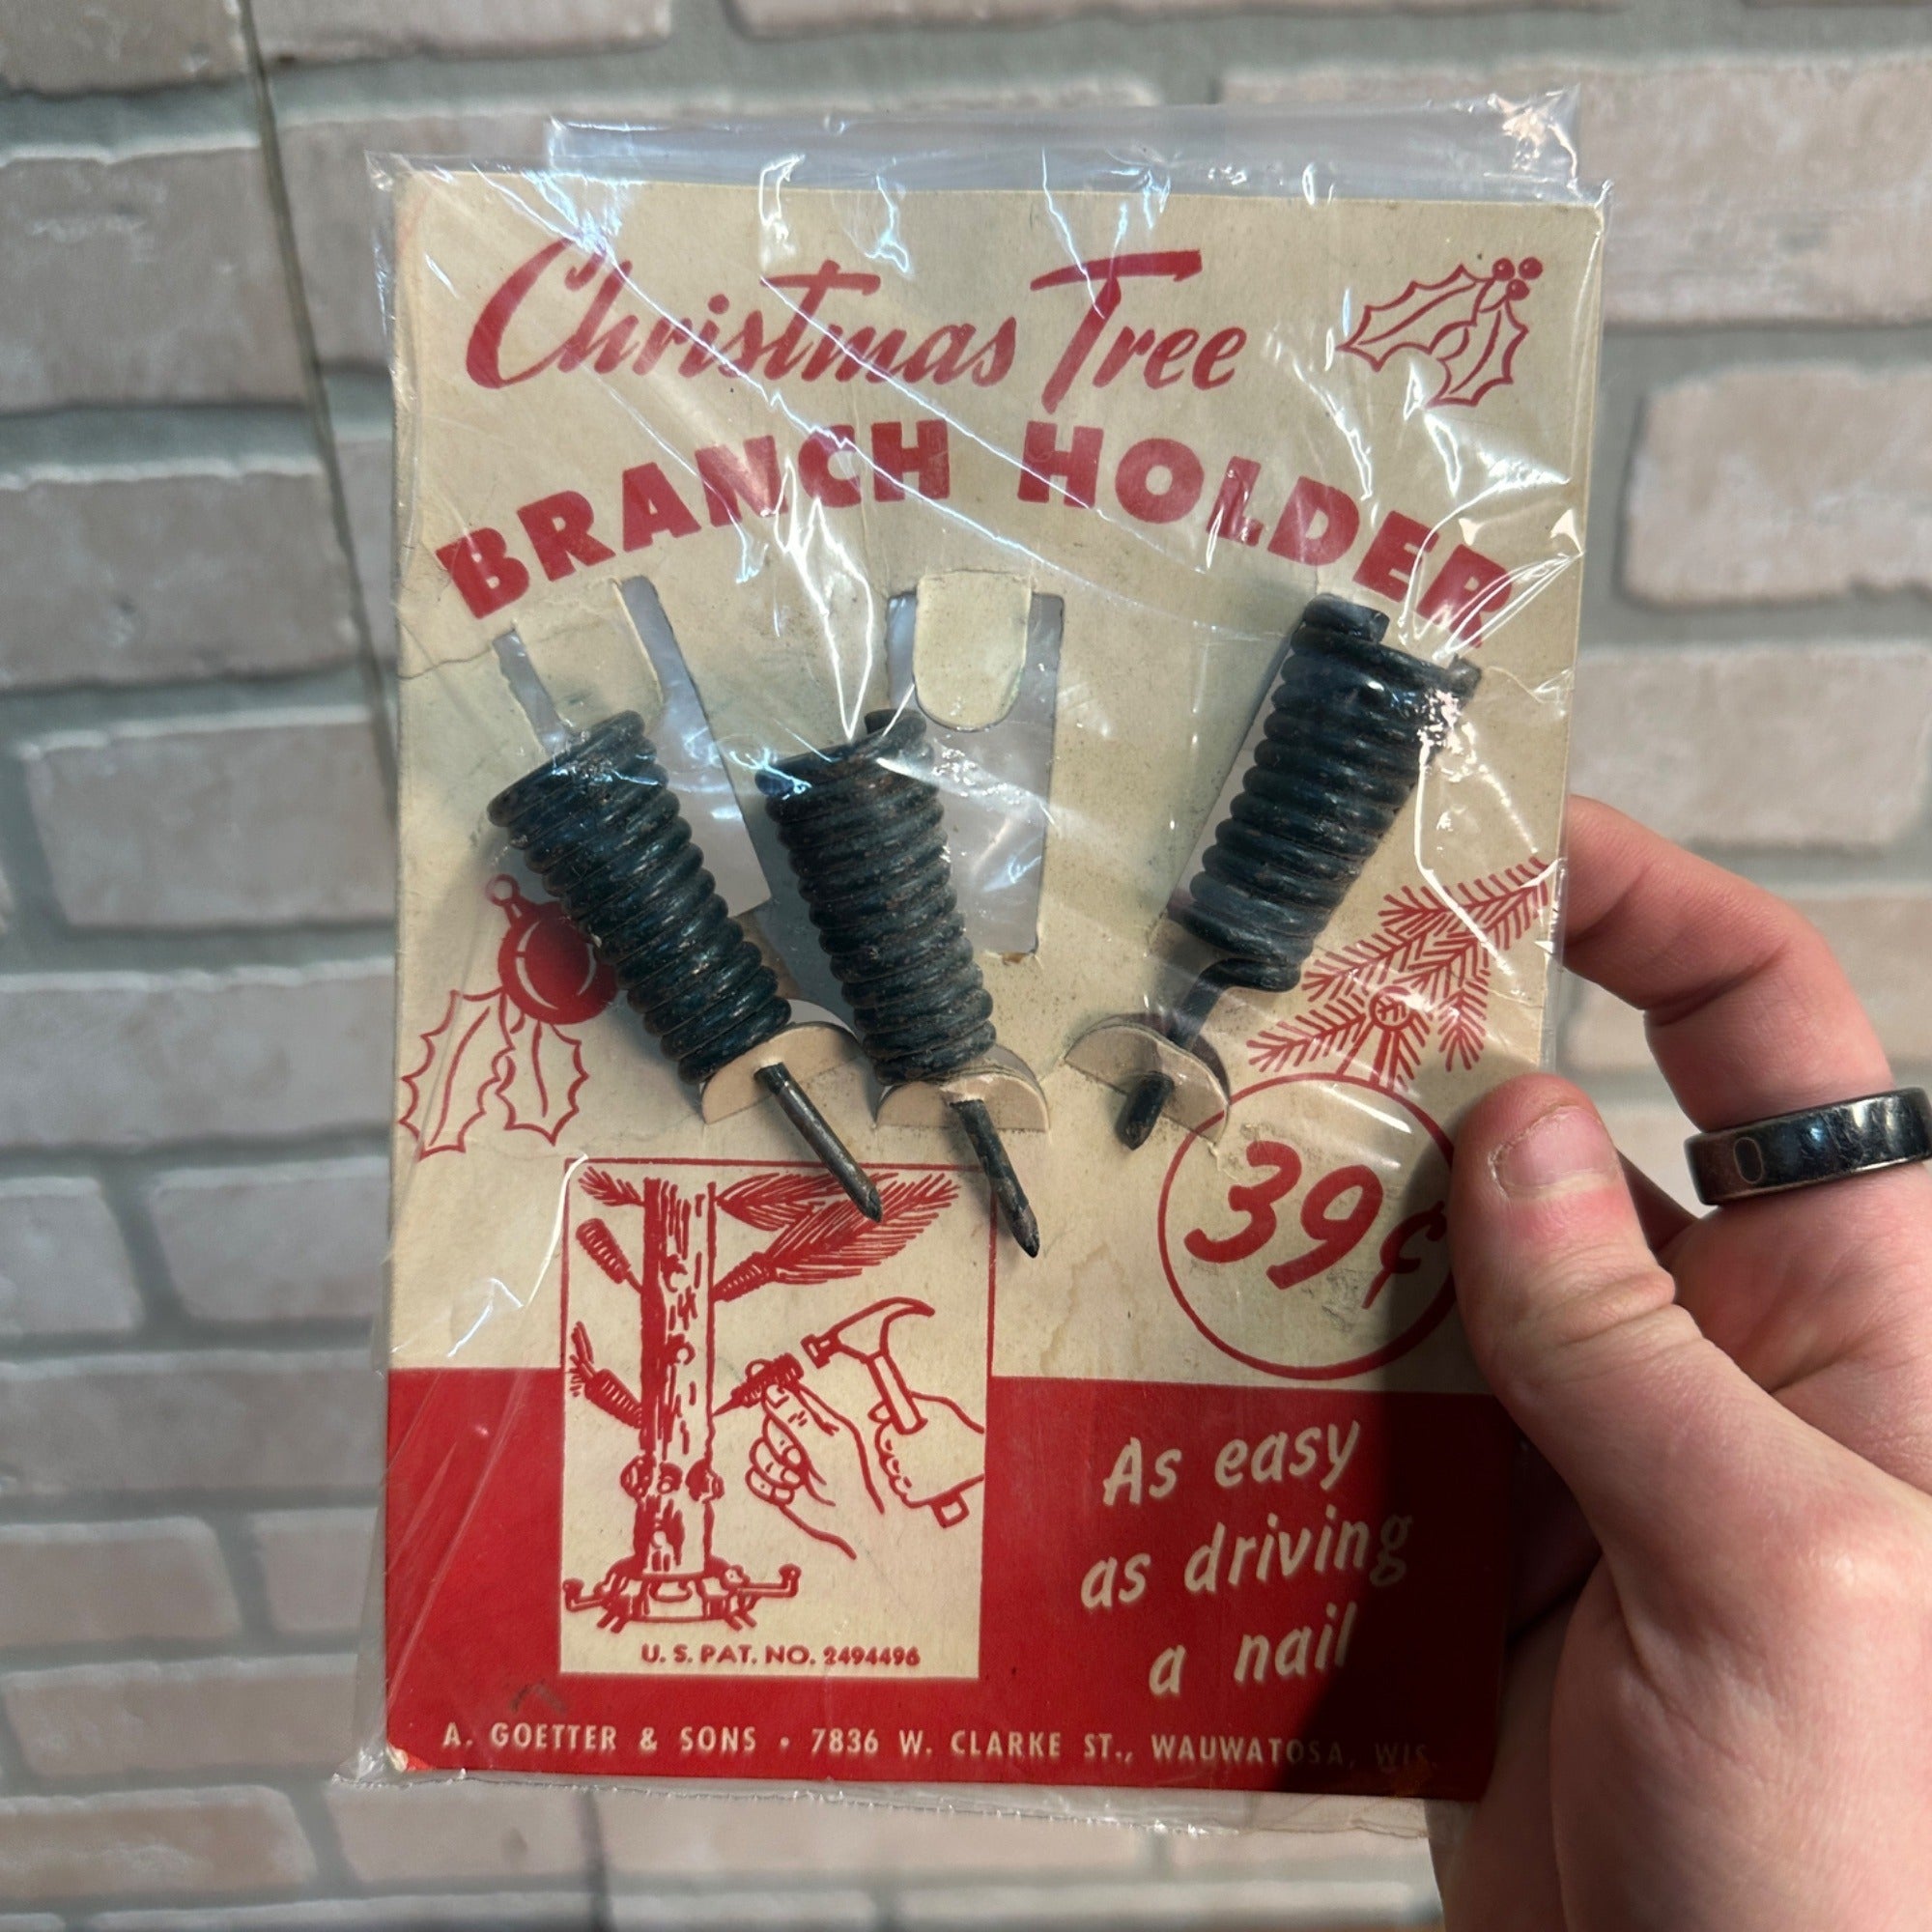 Christmas Tree
BRANCH HOLDER
39¢
As easy
as driving
a nail
U. S. PAT. NO. 2494496
A. GOETTER & SONS • 7836 W. CLARKE ST., WAUWATOSA, WIS.